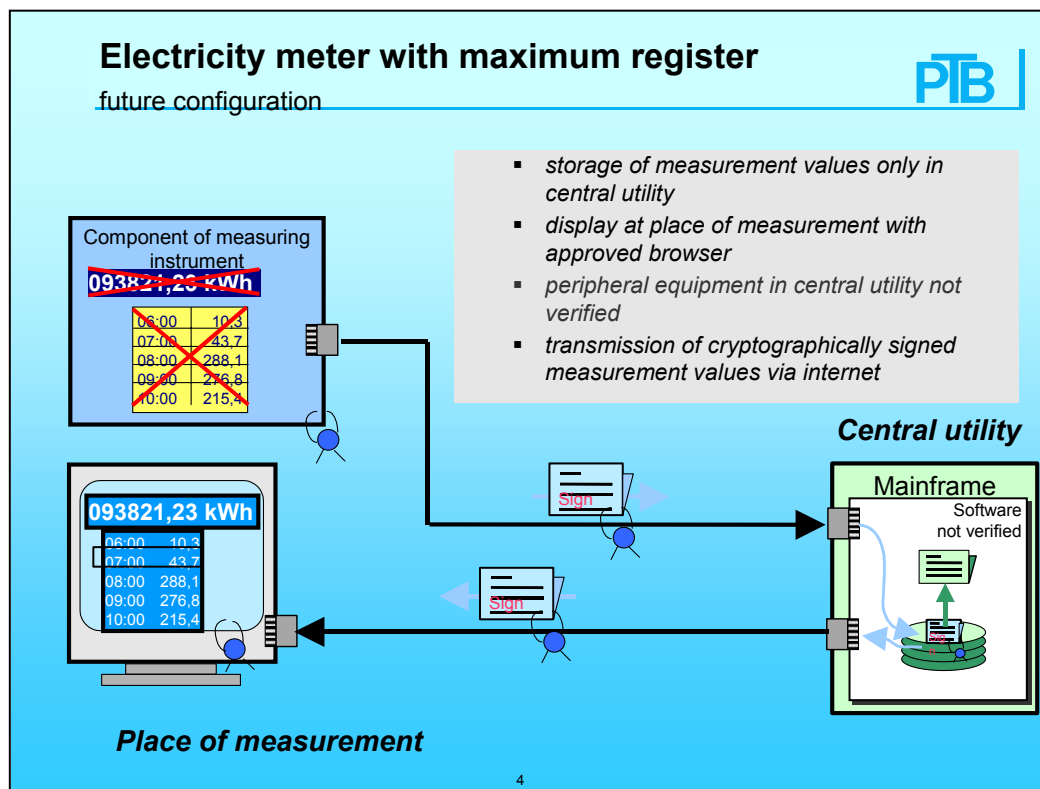 Electricity meter with maximum register
future configuration
PTB
▪ storage of measurement values only in
central utility
▪ display at place of measurement with
approved browser
▪ peripheral equipment in central utility not
verified
▪ transmission of cryptographically signed
measurement values via internet
Component of measuring
instrument
093821,23 kWh
06:00 10,3
07:00 43,7
08:00 288,1
09:00 276,8
10:00 215,4
Central utility
Mainframe
Software
not verified
Sign
Sign
Sig
n
093821,23 kWh
06:00 10,3
07:00 43,7
08:00 288,1
09:00 276,8
10:00 215,4
Place of measurement
4